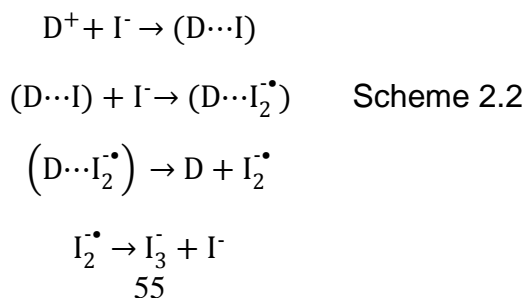 D⁺ + I⁻ → (D⋯I)
(D⋯I) + I⁻ → (D⋯I₂⁻•) Scheme 2.2
(D⋯I₂⁻•) → D + I₂⁻•
I₂⁻• → I₃⁻ + I⁻
55